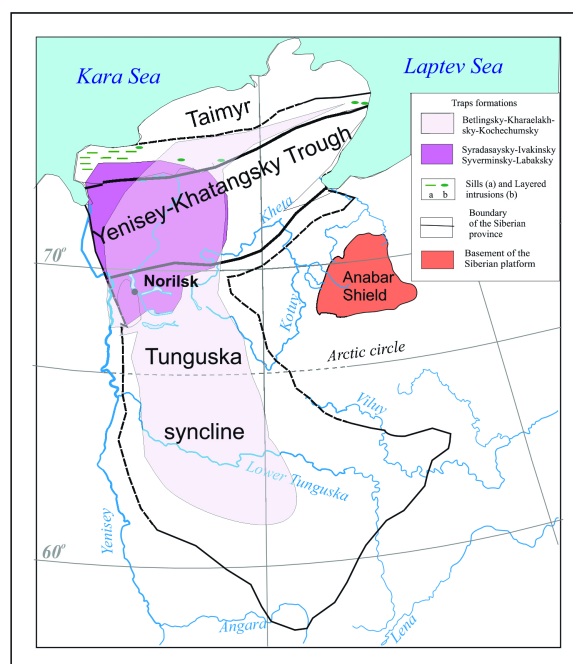 Kara Sea
Laptev Sea
Taimyr
Yenisey-Khatangsky Trough
Kheta
70°
Norilsk
Kotuy
Anabar
Shield
Tunguska
Arctic circle
syncline
Viluy
Lower Tunguska
Yenisey
60°
Angara
Lena
Traps formations
Betlingsky-Kharaelakh-
sky-Kochechumsky
Syradasaysky-Ivakinsky
Syverminsky-Labaksky
a b
Sills (a) and Layered
intrusions (b)
Boundary
of the Siberian
province
Basement of the
Siberian platform